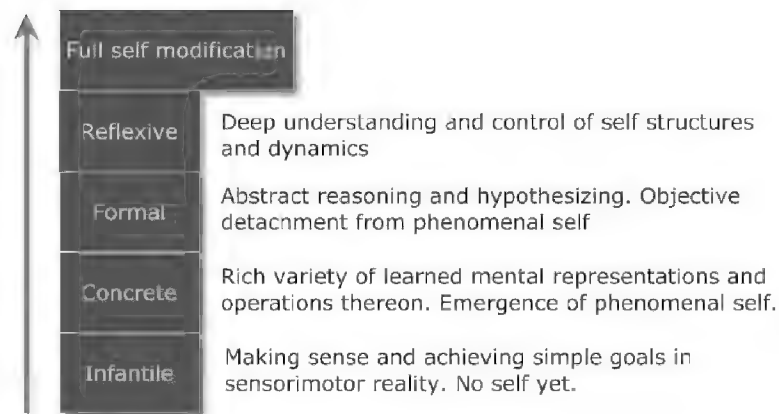 Full self modification
Reflexive
Deep understanding and control of self structures
and dynamics
Formal
Abstract reasoning and hypothesizing. Objective
detachment from phenomenal self
Concrete
Rich variety of learned mental representations and
operations thereon. Emergence of phenomenal self.
Infantile
Making sense and achieving simple goals in
sensorimotor reality. No self yet.